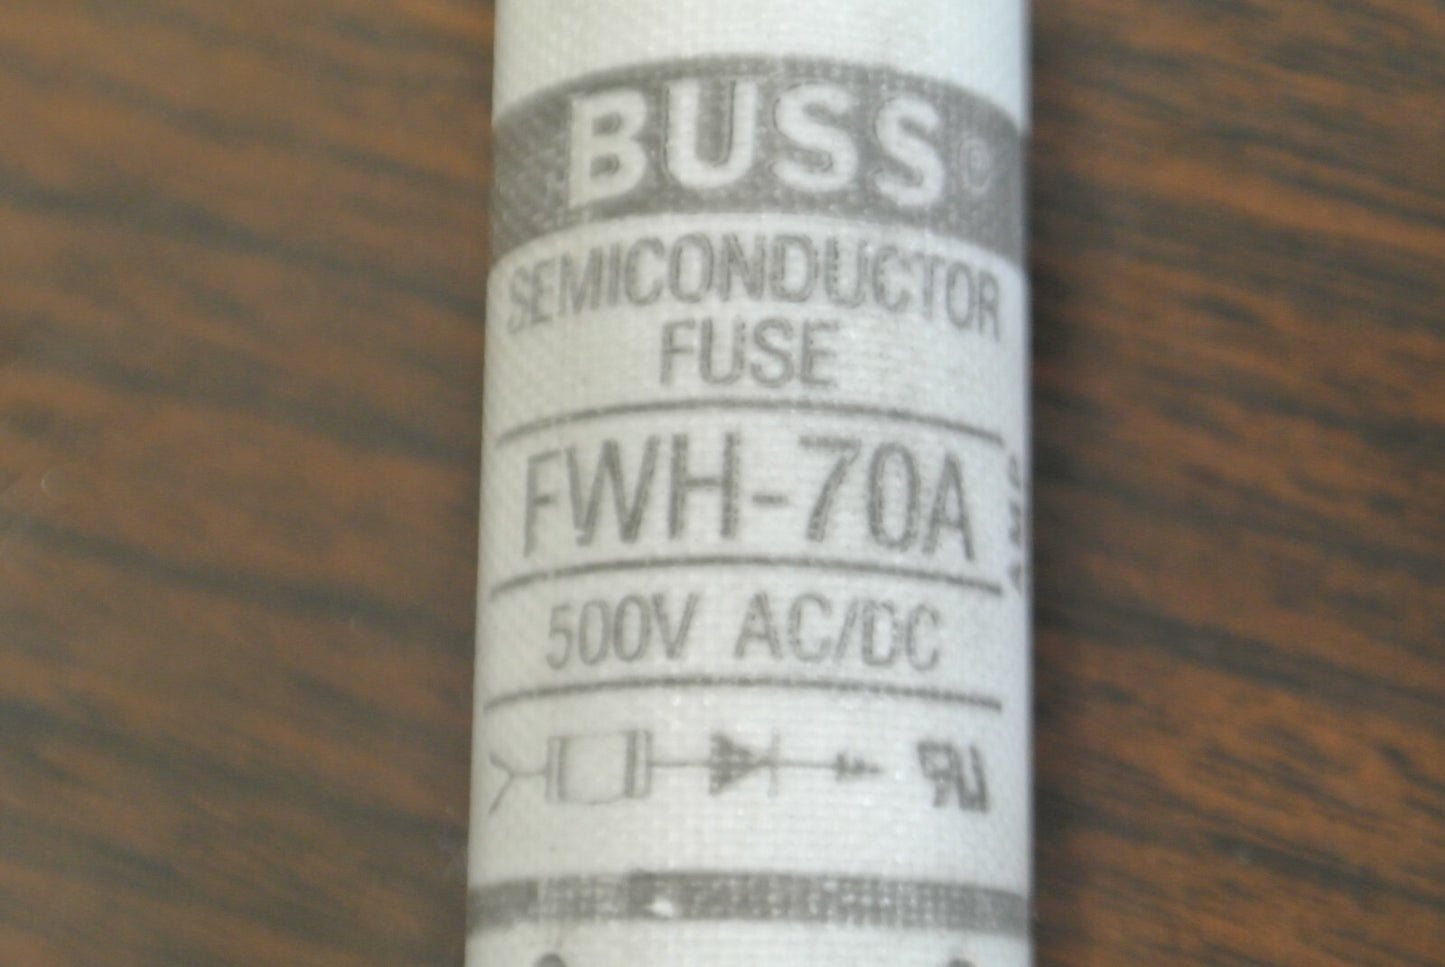 BUSS®
SEMICONDUCTOR
FUSE
FWH-70A
500V AC/DC
AMP